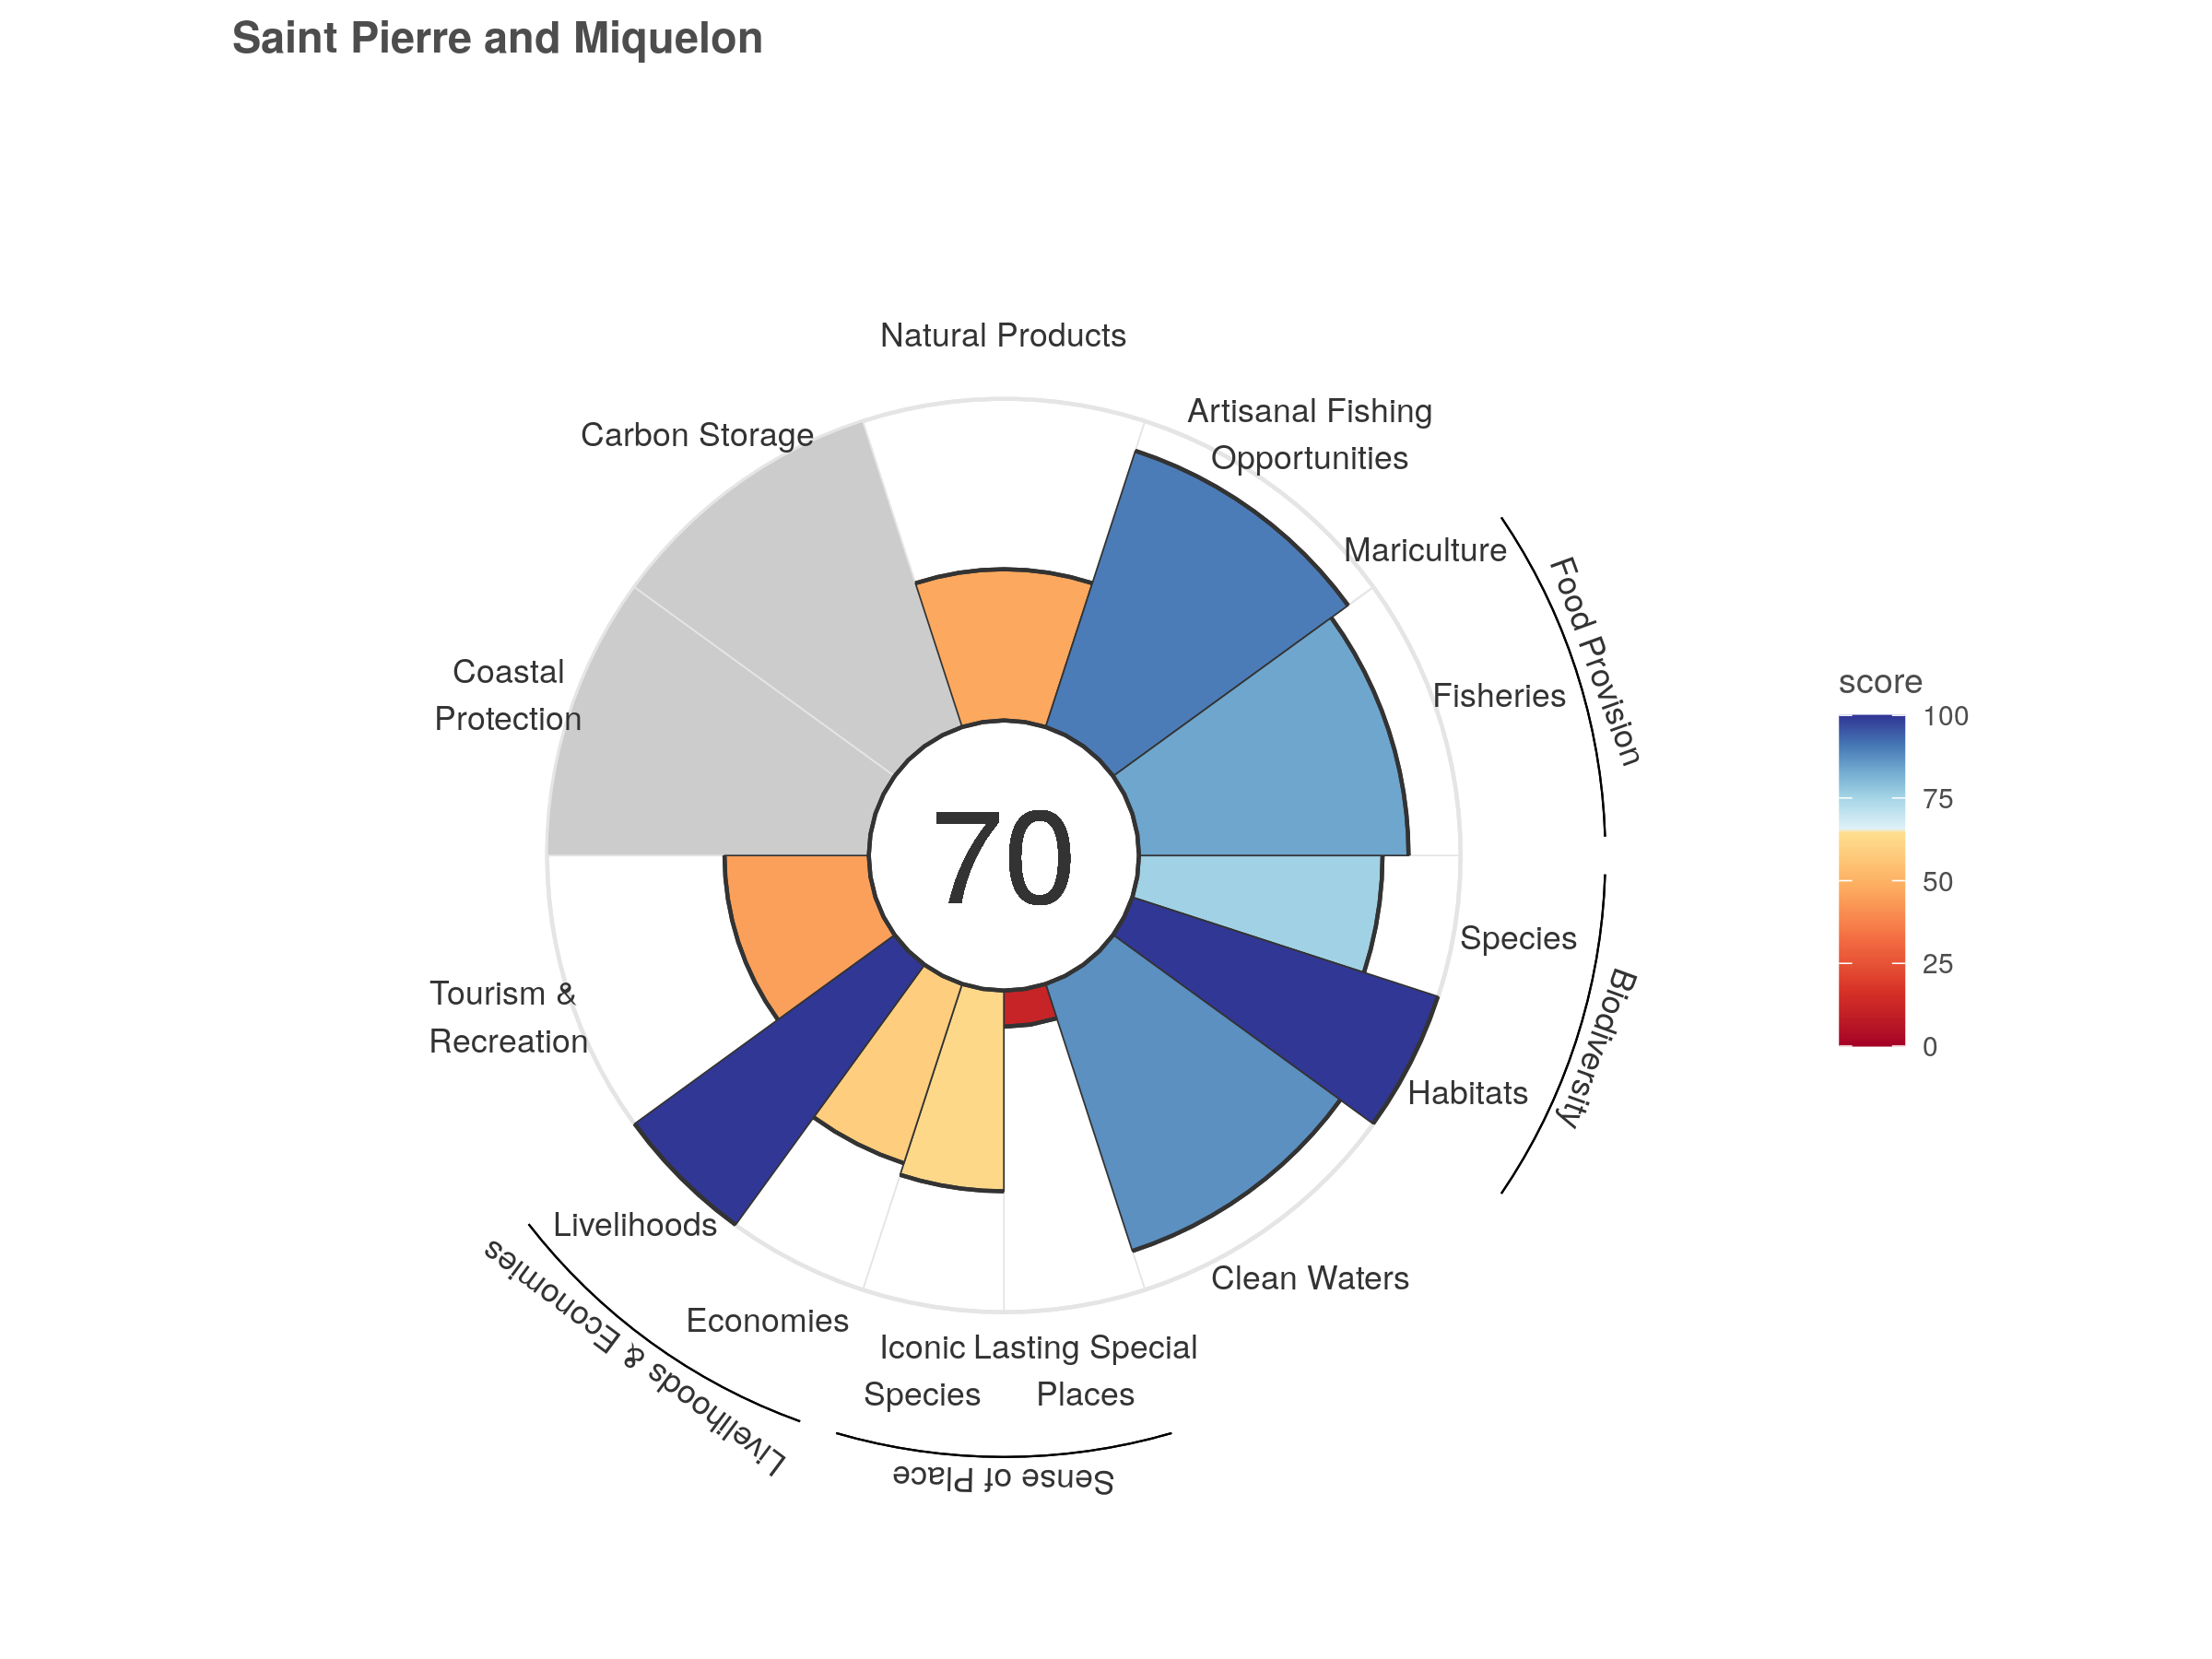 Saint Pierre and Miquelon
Natural Products
Artisanal Fishing
Opportunities
Carbon Storage
Mariculture
Food Provision
Fisheries
Coastal
Protection
score
100
75
50
25
0
70
Species
Biodiversity
Tourism &
Recreation
Habitats
Livelihoods
Clean Waters
Livelihoods & Economies
Economies
Iconic
Species
Lasting Special
Places
Sense of Place